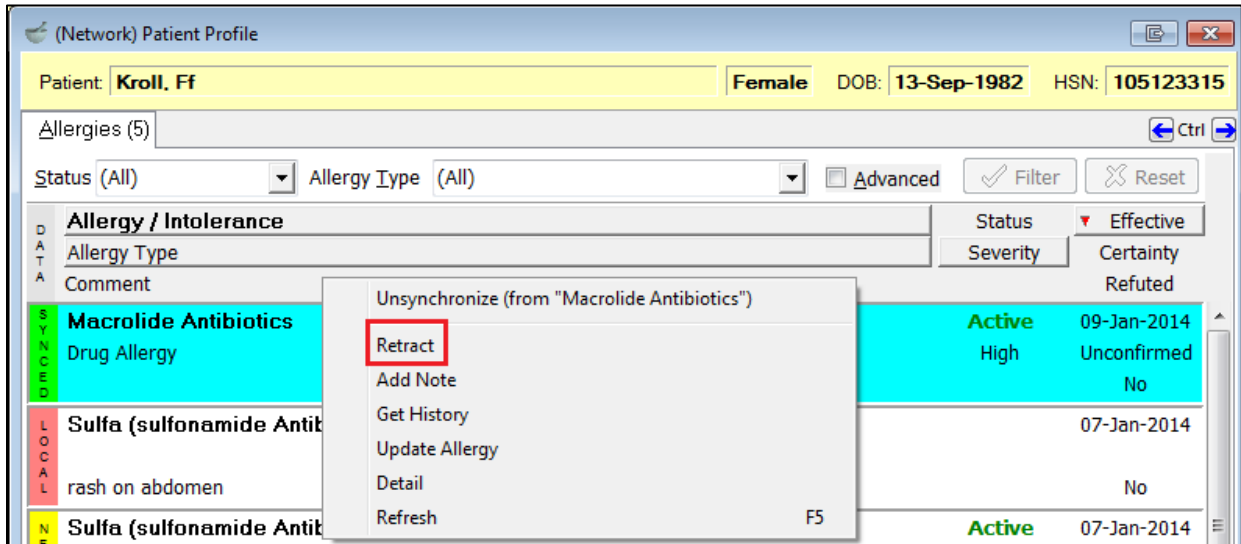 (Network) Patient Profile
Patient: Kroll, Ff Female DOB: 13-Sep-1982 HSN: 105123315
Allergies (5) Ctrl
Status (All) Allergy Type (All) Advanced Filter Reset
DATA
Allergy / Intolerance Status Effective
Allergy Type Severity Certainty
Comment Refuted
Unsynchronize (from "Macrolide Antibiotics")
Retract
Add Note
Get History
Update Allergy
Detail
Refresh F5
SYNCED
Macrolide Antibiotics Active 09-Jan-2014
Drug Allergy High Unconfirmed
No
LOCAL
Sulfa (sulfonamide Antib 07-Jan-2014
rash on abdomen No
NE
Sulfa (sulfonamide Antib Active 07-Jan-2014